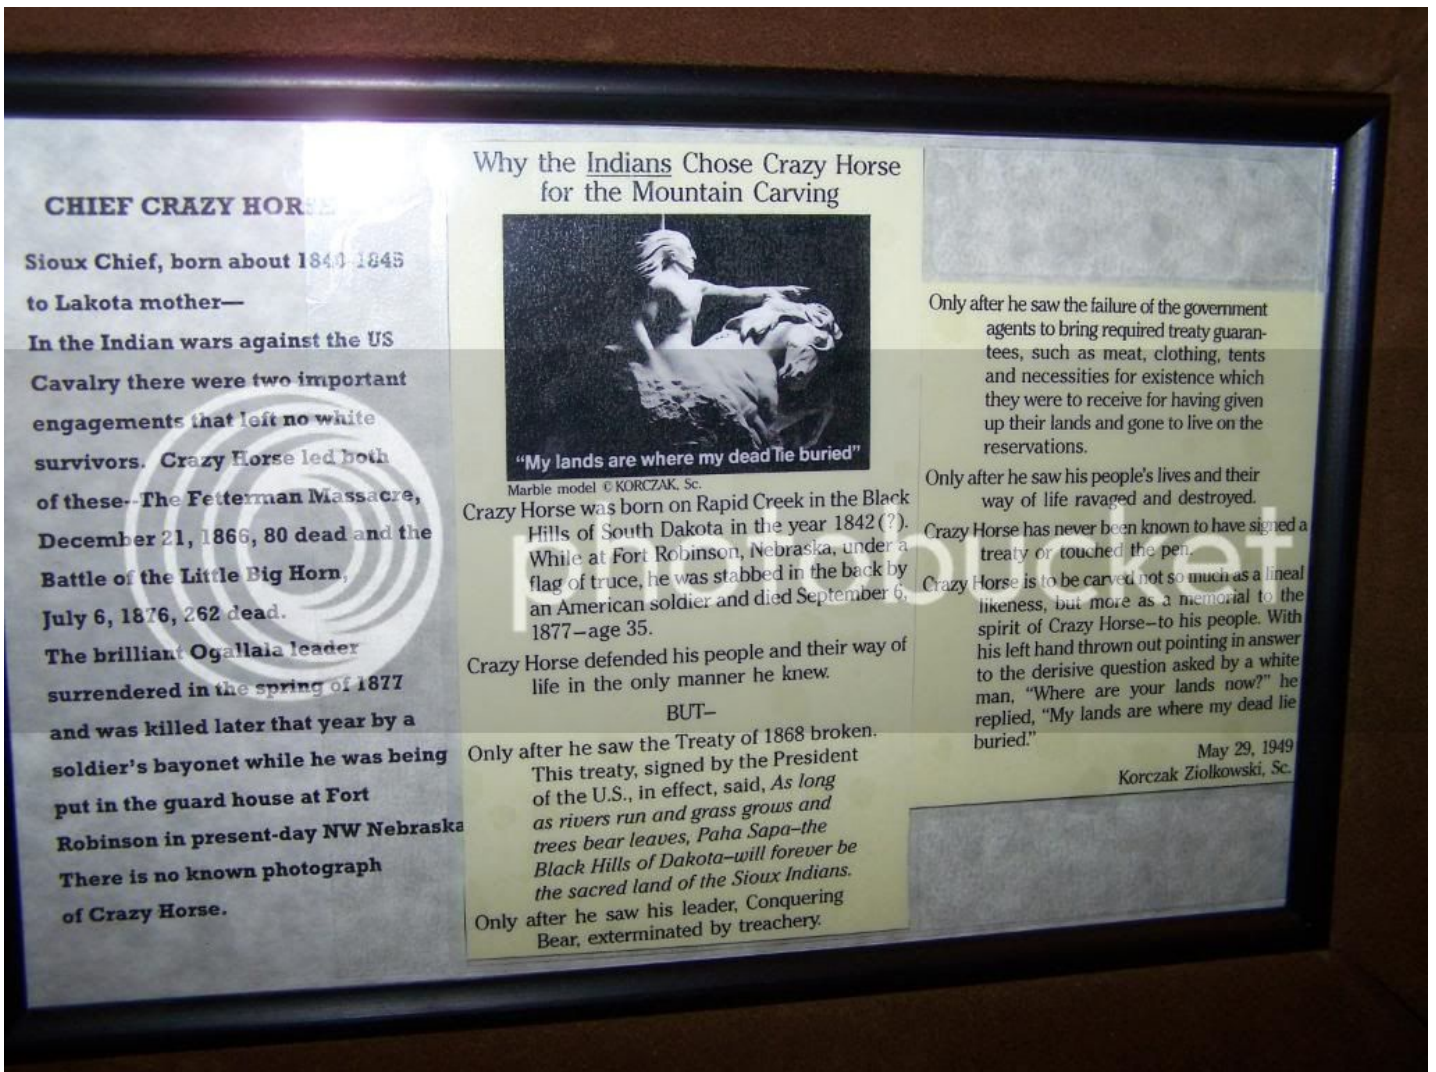 CHIEF CRAZY HORSE
Sioux Chief, born about 1845
to Lakota mother—
In the Indian wars against the US
Cavalry there were two important
engagements that left no white
survivors. Crazy Horse led both
of these--The Fetterman Massacre,
December 21, 1866, 80 dead and the
Battle of the Little Big Horn,
July 6, 1876, 262 dead.
The brilliant Ogallala leader
surrendered in the spring of 1877
and was killed later that year by a
soldier's bayonet while he was being
put in the guard house at Fort
Robinson in present-day NW Nebraska
There is no known photograph
of Crazy Horse.
Why the Indians Chose Crazy Horse
for the Mountain Carving
"My lands are where my dead lie buried"
Marble model © KORCZAK, Sc.
Crazy Horse was born on Rapid Creek in the Black
Hills of South Dakota in the year 1842(?).
While at Fort Robinson, Nebraska, under a
flag of truce, he was stabbed in the back by
an American soldier and died September 6,
1877—age 35.
Crazy Horse defended his people and their way of
life in the only manner he knew.
BUT—
Only after he saw the Treaty of 1868 broken.
This treaty, signed by the President
of the U.S., in effect, said, As long
as rivers run and grass grows and
trees bear leaves, Paha Sapa—the
Black Hills of Dakota—will forever be
the sacred land of the Sioux Indians.
Only after he saw his leader, Conquering
Bear, exterminated by treachery.
Only after he saw the failure of the government
agents to bring required treaty guaran-
tees, such as meat, clothing, tents
and necessities for existence which
they were to receive for having given
up their lands and gone to live on the
reservations.
Only after he saw his people's lives and their
way of life ravaged and destroyed.
Crazy Horse has never been known to have signed a
treaty or touched the pen.
Crazy Horse is to be carved not so much as a lineal
likeness, but more as a memorial to the
spirit of Crazy Horse—to his people. With
his left hand thrown out pointing in answer
to the derisive question asked by a white
man, "Where are your lands now?" he
replied, "My lands are where my dead lie
buried."
May 29, 1949
Korczak Ziolkowski, Sc.
photobucket